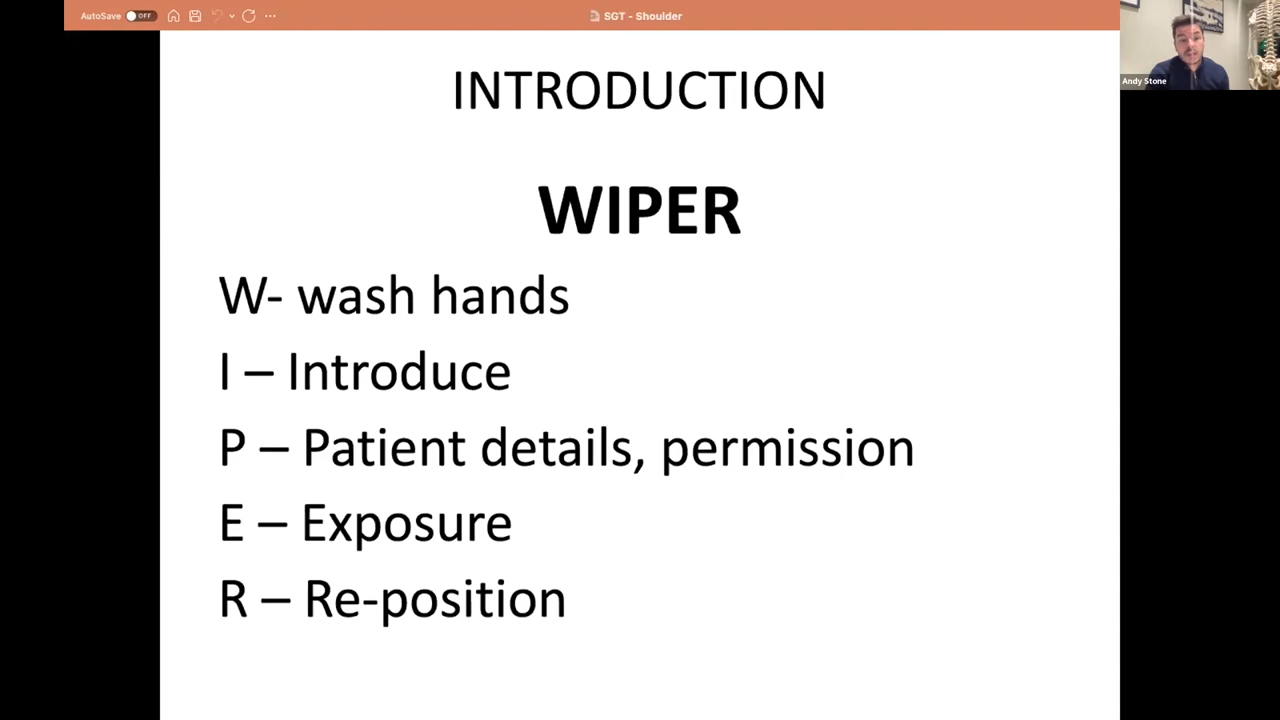 AutoSave OFF
SGT - Shoulder
Andy Stone
INTRODUCTION
WIPER
W- wash hands
I – Introduce
P – Patient details, permission
E – Exposure
R – Re-position